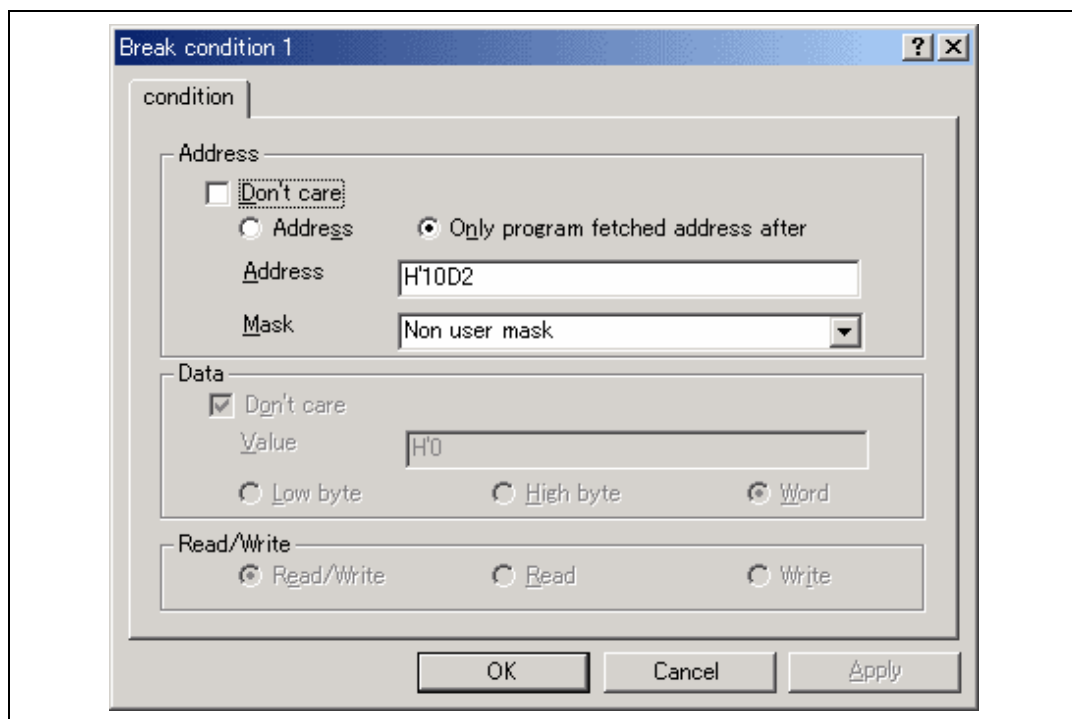 Break condition 1
condition
Address
Don't care
Address Only program fetched address after
Address H'10D2
Mask Non user mask
Data
Don't care
Value H'0
Low byte High byte Word
Read/Write
Read/Write Read Write
OK Cancel Apply